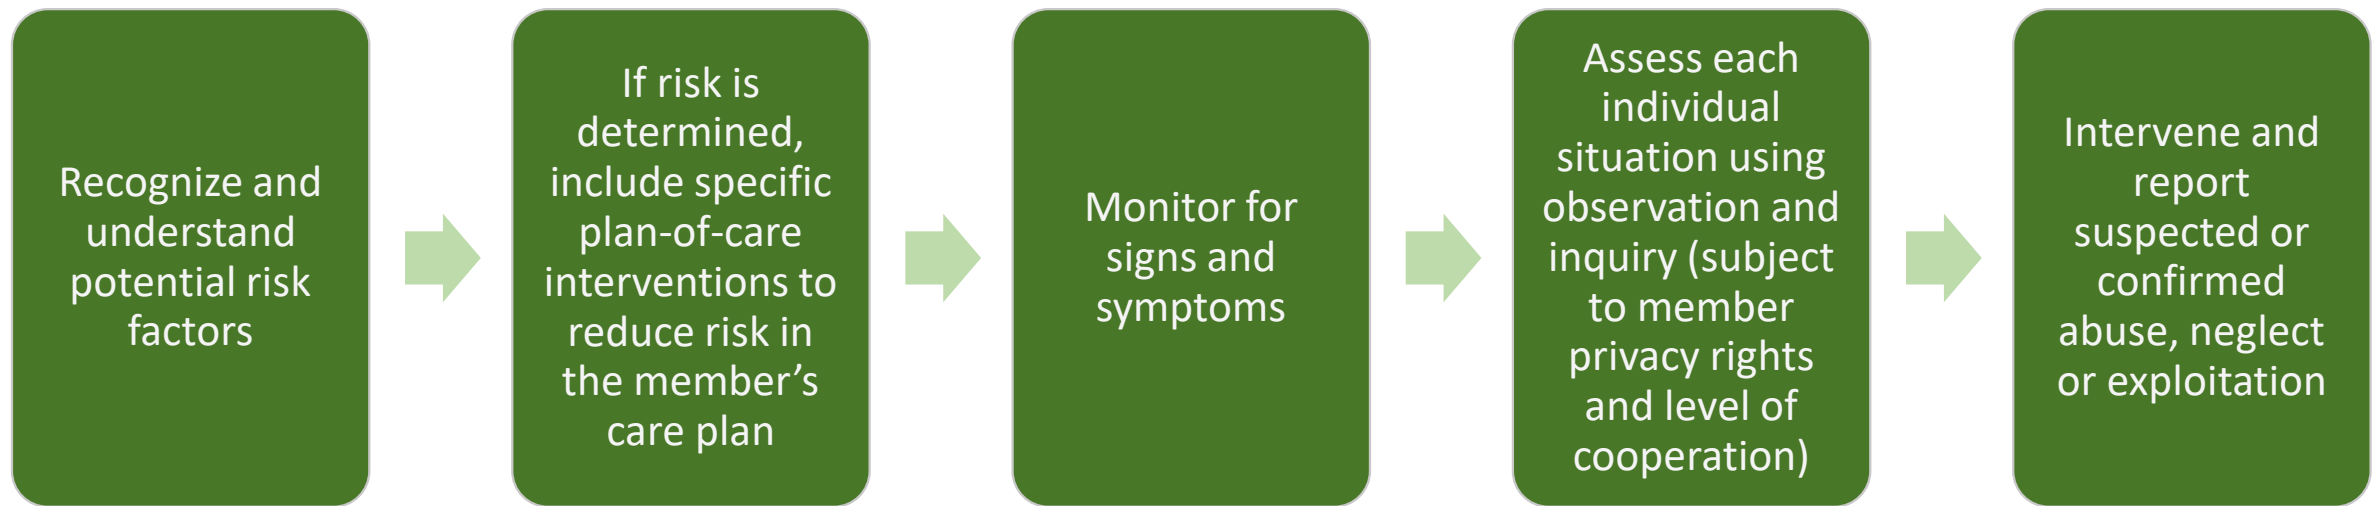 Recognize and
understand
potential risk
factors
If risk is
determined,
include specific
plan-of-care
interventions to
reduce risk in
the member’s
care plan
Monitor for
signs and
symptoms
Assess each
individual
situation using
observation and
inquiry (subject
to member
privacy rights
and level of
cooperation)
Intervene and
report
suspected or
confirmed
abuse, neglect
or exploitation